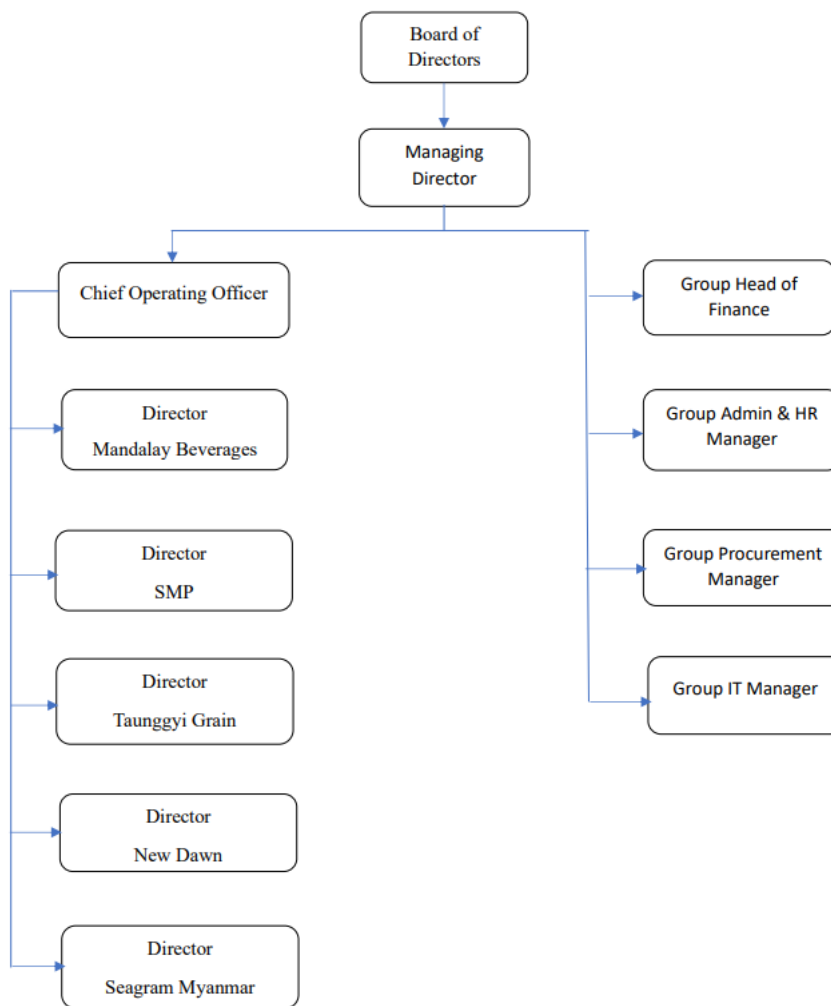 Board of
Directors
Managing
Director
Chief Operating Officer
Group Head of
Finance
Director
Mandalay Beverages
Group Admin & HR
Manager
Director
SMP
Group Procurement
Manager
Director
Taunggyi Grain
Group IT Manager
Director
New Dawn
Director
Seagram Myanmar